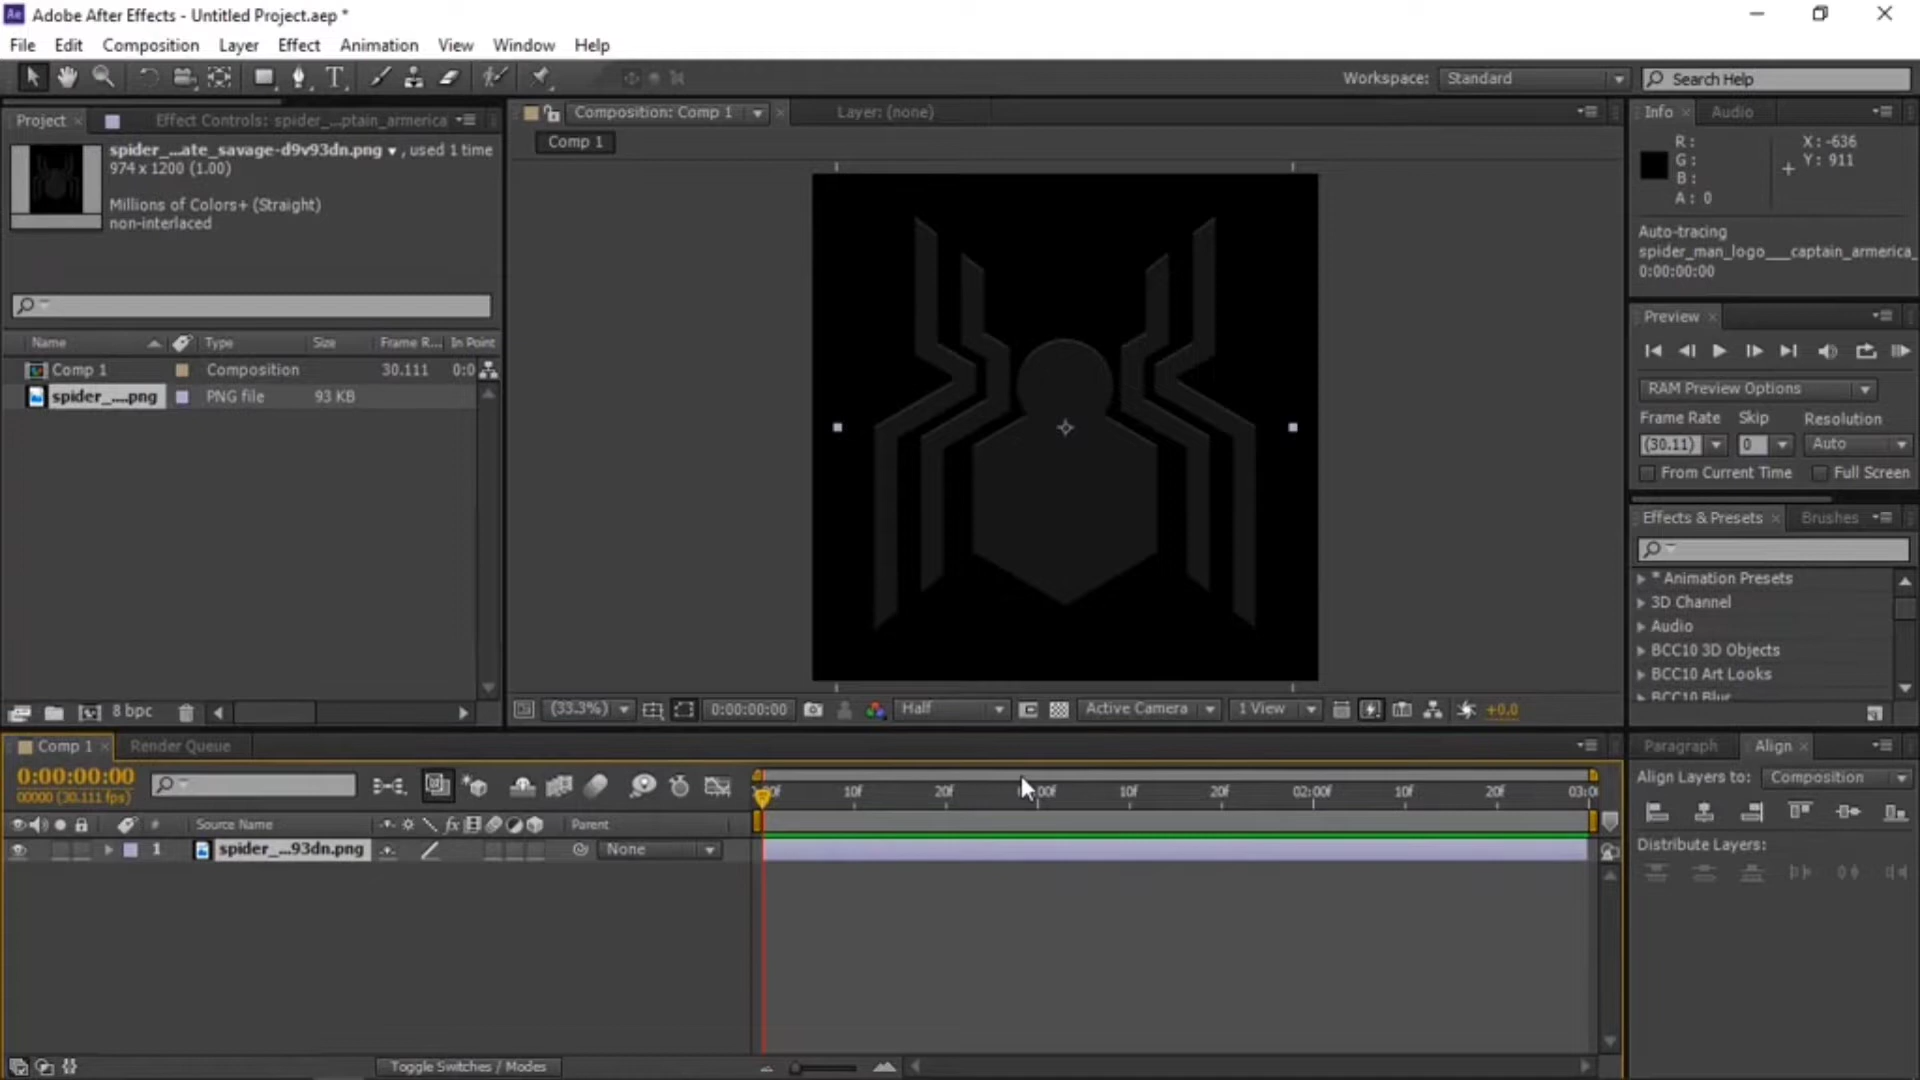 Ae Adobe After Effects - Untitled Project.aep *
File Edit Composition Layer Effect Animation View Window Help
Workspace: Standard Search Help
Project Effect Controls: spider_...ptain_armerica
spider_...ate_savage-d9v93dn.png , used 1 time
974 x 1200 (1.00)
Millions of Colors+ (Straight)
non-interlaced
Name Type Size Frame R... In Point
Comp 1 Composition 30.111 0:0
spider_....png PNG file 93 KB
8 bpc
Composition: Comp 1 Layer: (none)
Comp 1
(33.3%) 0:00:00:00 Half Active Camera 1 View +0.0
Info Audio
R: X: -636
G: Y: 911
B:
A: 0
Auto-tracing
spider_man_logo___captain_armerica_
0:00:00:00
Preview
RAM Preview Options
Frame Rate Skip Resolution
(30.11) 0 Auto
From Current Time Full Screen
Effects & Presets Brushes
* Animation Presets
3D Channel
Audio
BCC10 3D Objects
BCC10 Art Looks
BCC10 Blur
Comp 1 Render Queue
0:00:00:00
00000 (30.111 fps)
10f 20f 10f 20f 02:00f 10f 20f 03:0
# Source Name fx Parent
1 spider_...93dn.png None
Toggle Switches / Modes
Paragraph Align
Align Layers to: Composition
Distribute Layers: